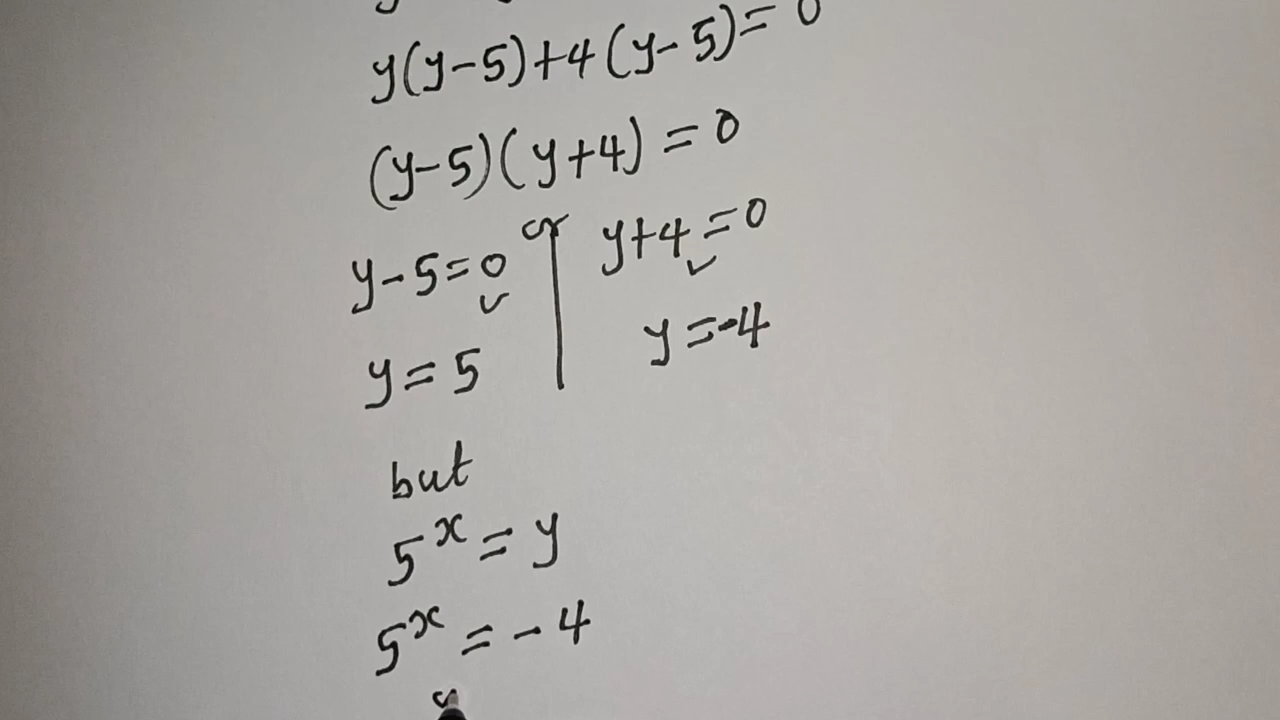 y(y-5)+4(y-5)=0
(y-5)(y+4)=0
y-5=0 or y+4=0
y=5 y=-4
but
5^x=y
5^x=-4